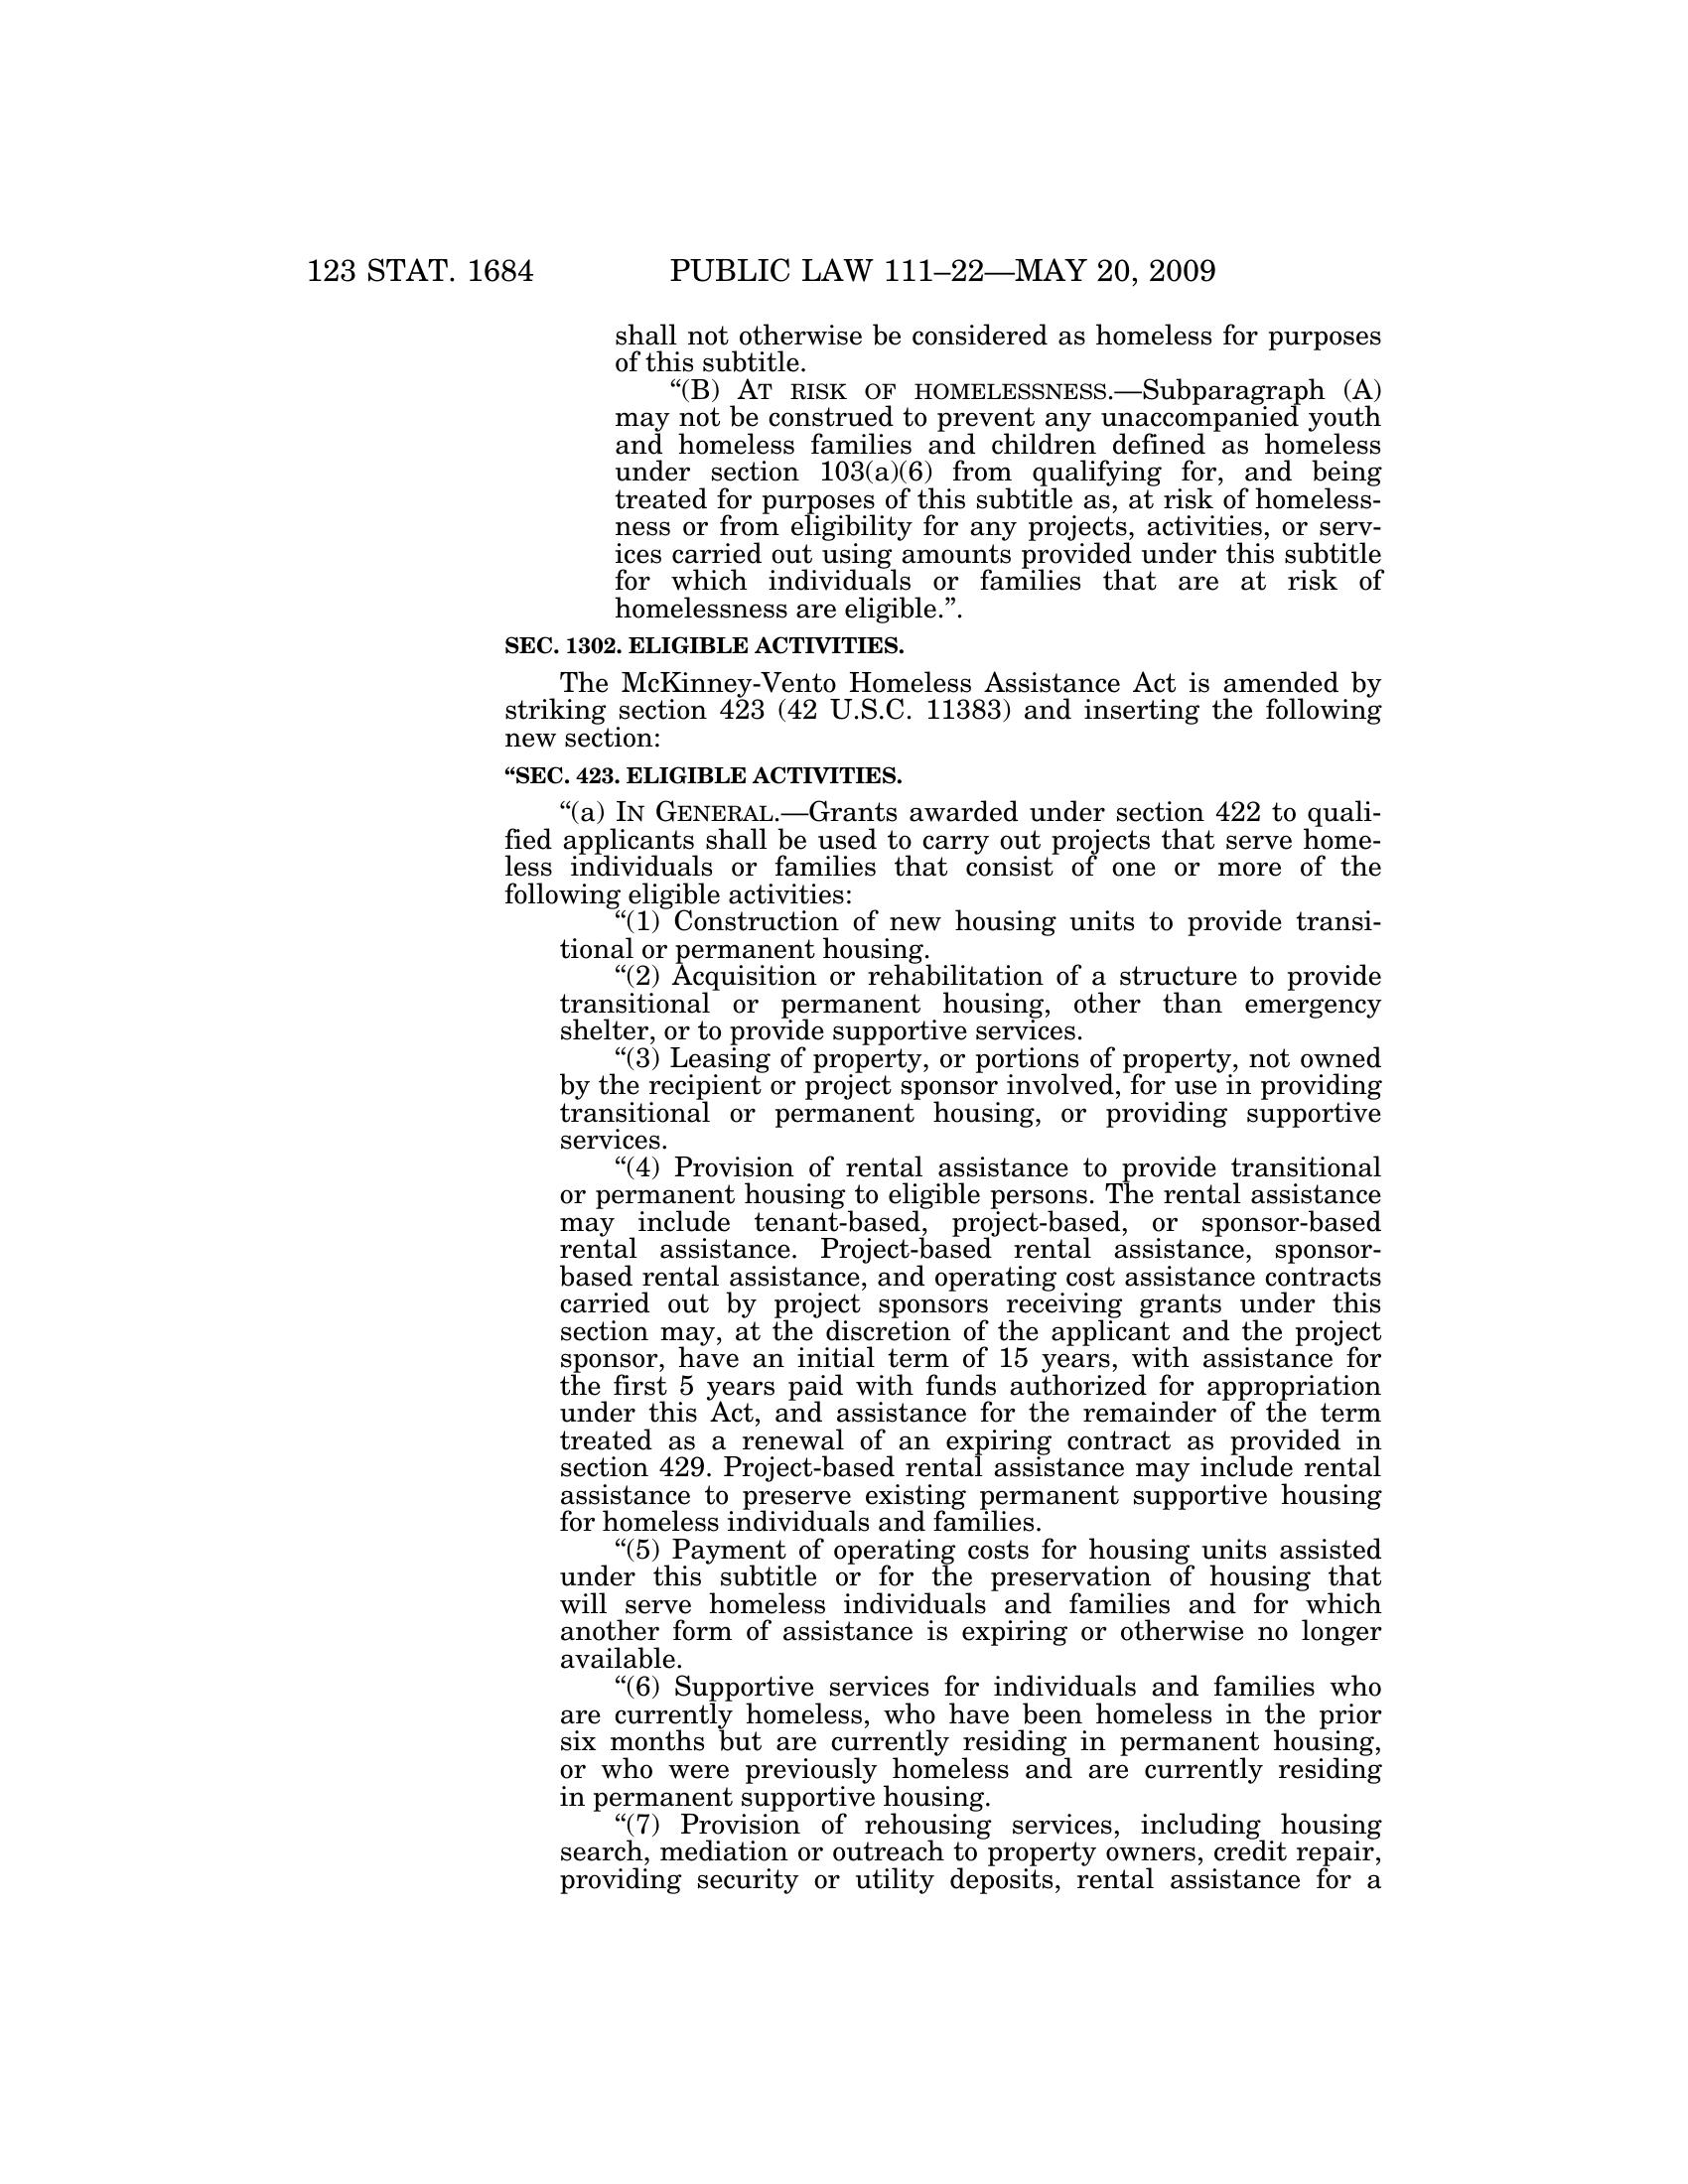 123 STAT. 1684 PUBLIC LAW 111–22—MAY 20, 2009
shall not otherwise be considered as homeless for purposes
of this subtitle.
“(B) AT RISK OF HOMELESSNESS.—Subparagraph (A)
may not be construed to prevent any unaccompanied youth
and homeless families and children defined as homeless
under section 103(a)(6) from qualifying for, and being
treated for purposes of this subtitle as, at risk of homeless-
ness or from eligibility for any projects, activities, or serv-
ices carried out using amounts provided under this subtitle
for which individuals or families that are at risk of
homelessness are eligible.”.
SEC. 1302. ELIGIBLE ACTIVITIES.
The McKinney-Vento Homeless Assistance Act is amended by
striking section 423 (42 U.S.C. 11383) and inserting the following
new section:
“SEC. 423. ELIGIBLE ACTIVITIES.
“(a) IN GENERAL.—Grants awarded under section 422 to quali-
fied applicants shall be used to carry out projects that serve home-
less individuals or families that consist of one or more of the
following eligible activities:
“(1) Construction of new housing units to provide transi-
tional or permanent housing.
“(2) Acquisition or rehabilitation of a structure to provide
transitional or permanent housing, other than emergency
shelter, or to provide supportive services.
“(3) Leasing of property, or portions of property, not owned
by the recipient or project sponsor involved, for use in providing
transitional or permanent housing, or providing supportive
services.
“(4) Provision of rental assistance to provide transitional
or permanent housing to eligible persons. The rental assistance
may include tenant-based, project-based, or sponsor-based
rental assistance. Project-based rental assistance, sponsor-
based rental assistance, and operating cost assistance contracts
carried out by project sponsors receiving grants under this
section may, at the discretion of the applicant and the project
sponsor, have an initial term of 15 years, with assistance for
the first 5 years paid with funds authorized for appropriation
under this Act, and assistance for the remainder of the term
treated as a renewal of an expiring contract as provided in
section 429. Project-based rental assistance may include rental
assistance to preserve existing permanent supportive housing
for homeless individuals and families.
“(5) Payment of operating costs for housing units assisted
under this subtitle or for the preservation of housing that
will serve homeless individuals and families and for which
another form of assistance is expiring or otherwise no longer
available.
“(6) Supportive services for individuals and families who
are currently homeless, who have been homeless in the prior
six months but are currently residing in permanent housing,
or who were previously homeless and are currently residing
in permanent supportive housing.
“(7) Provision of rehousing services, including housing
search, mediation or outreach to property owners, credit repair,
providing security or utility deposits, rental assistance for a